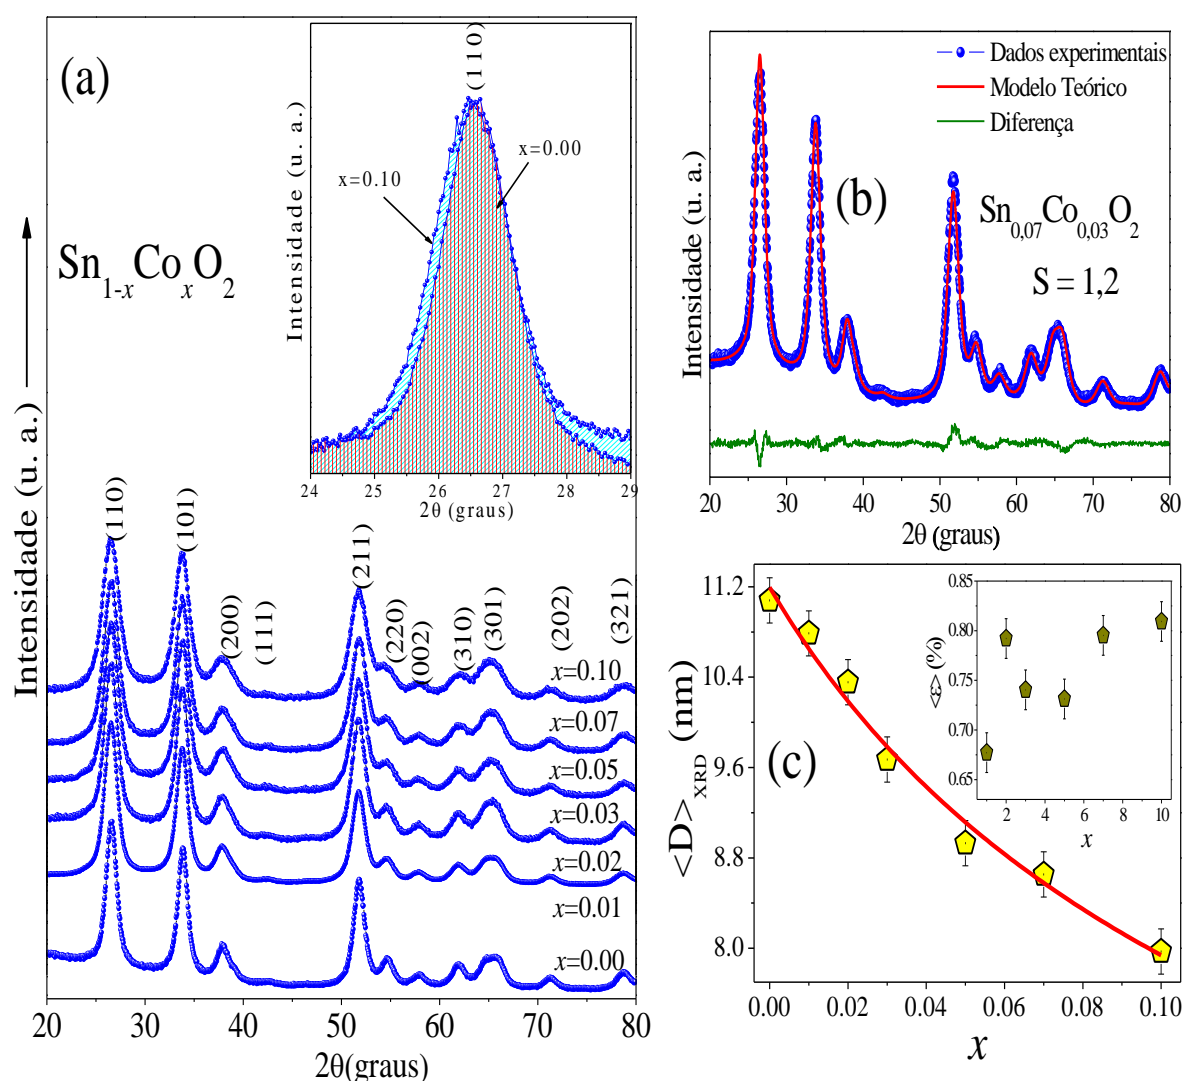 (a)
Sn1-xCoxO2
Intensidade (u. a.)
(110)
x=0.10
x=0.00
Intensidade (u. a.)
24 25 26 27 28 29
2θ (graus)
(110)
(101)
(200)
(111)
(211)
(220)
(002)
(310)
(301)
(202)
(321)
x=0.10
x=0.07
x=0.05
x=0.03
x=0.02
x=0.01
x=0.00
20 30 40 50 60 70 80
2θ(graus)
Dados experimentais
Modelo Teórico
Diferença
(b)
Sn0,07Co0,03O2
S = 1,2
Intensidade (u. a.)
20 30 40 50 60 70 80
2θ (graus)
(c)
<D>XRD (nm)
11.2
10.4
9.6
8.8
8.0
0.00 0.02 0.04 0.06 0.08 0.10
x
<ε> (%)
0.85
0.80
0.75
0.70
0.65
2 4 6 8 10
x